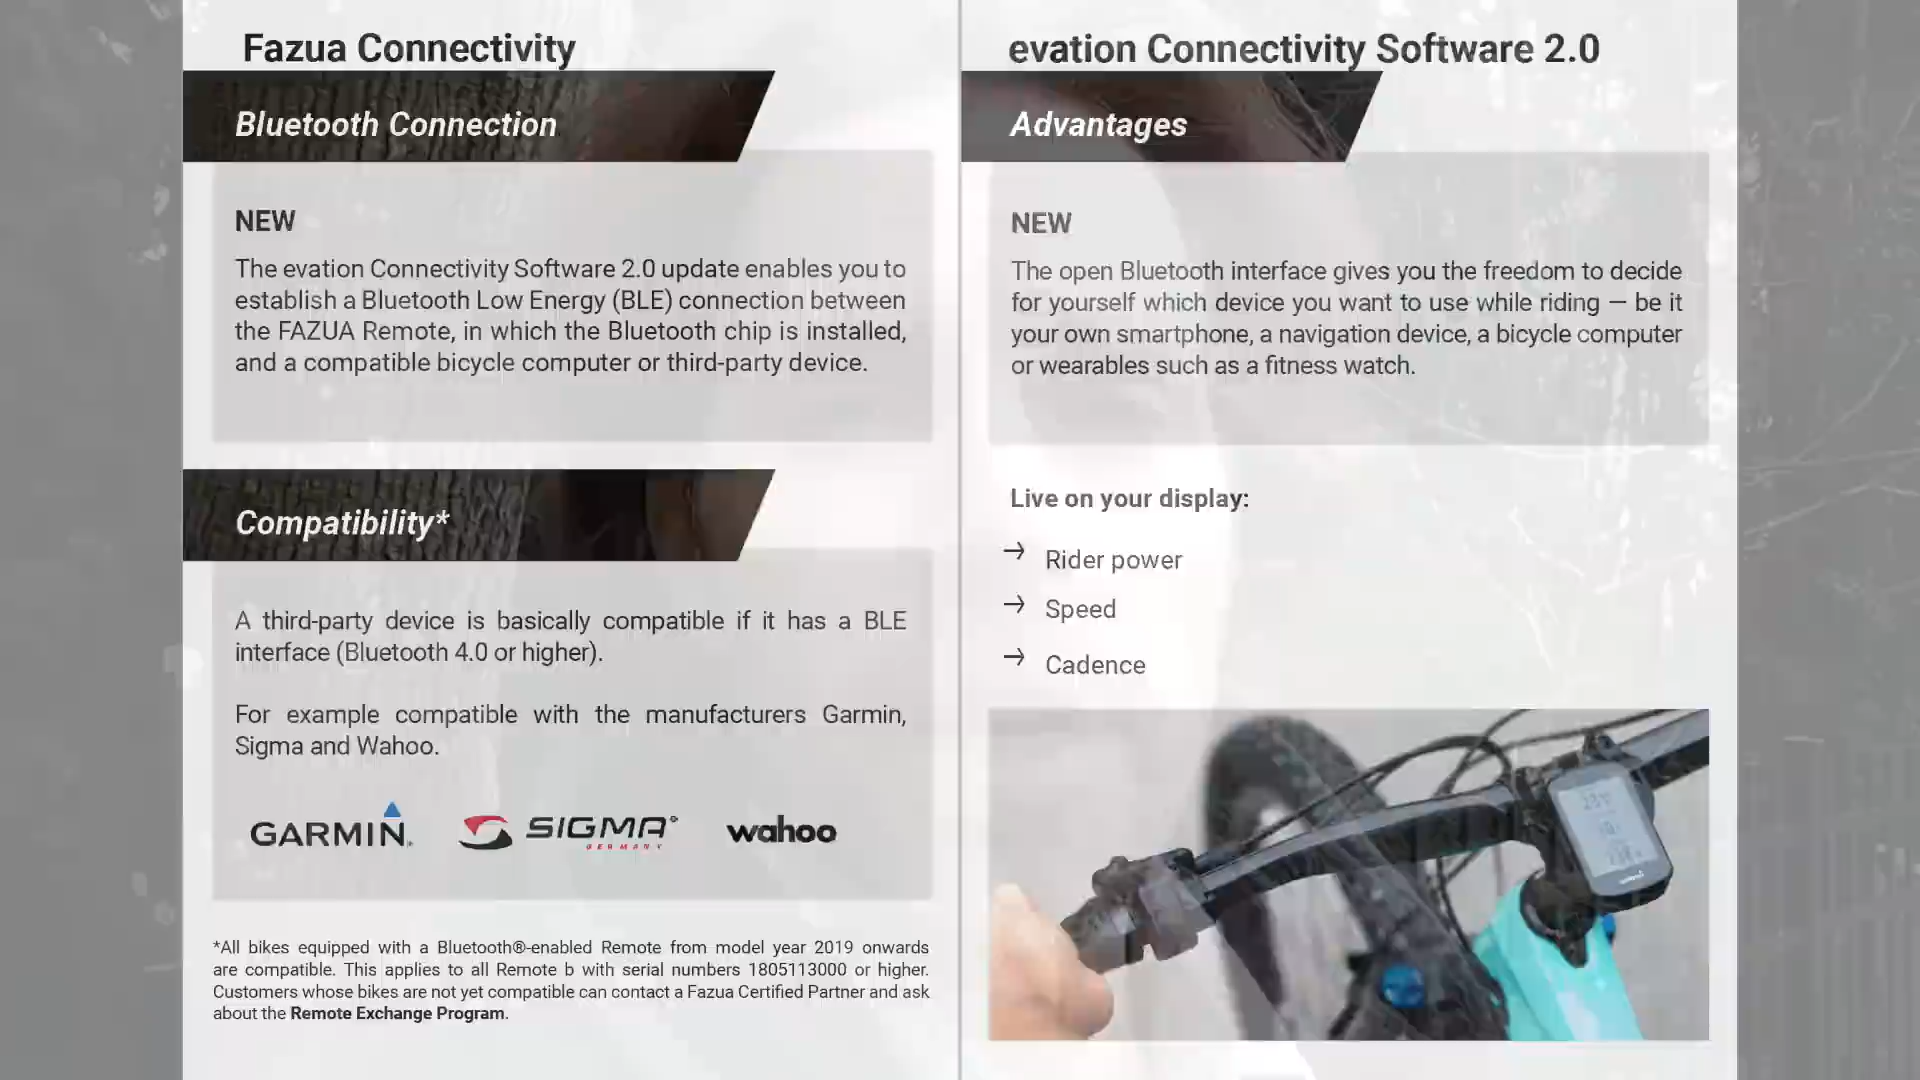 Fazua Connectivity
Bluetooth Connection
NEW
The evation Connectivity Software 2.0 update enables you to
establish a Bluetooth Low Energy (BLE) connection between
the FAZUA Remote, in which the Bluetooth chip is installed,
and a compatible bicycle computer or third-party device.
Compatibility*
A third-party device is basically compatible if it has a BLE
interface (Bluetooth 4.0 or higher).
For example compatible with the manufacturers Garmin,
Sigma and Wahoo.
GARMIN
SIGMA®
GERMANY
wahoo
*All bikes equipped with a Bluetooth®-enabled Remote from model year 2019 onwards
are compatible. This applies to all Remote b with serial numbers 1805113000 or higher.
Customers whose bikes are not yet compatible can contact a Fazua Certified Partner and ask
about the Remote Exchange Program.
evation Connectivity Software 2.0
Advantages
NEW
The open Bluetooth interface gives you the freedom to decide
for yourself which device you want to use while riding — be it
your own smartphone, a navigation device, a bicycle computer
or wearables such as a fitness watch.
Live on your display:
→ Rider power
→ Speed
→ Cadence